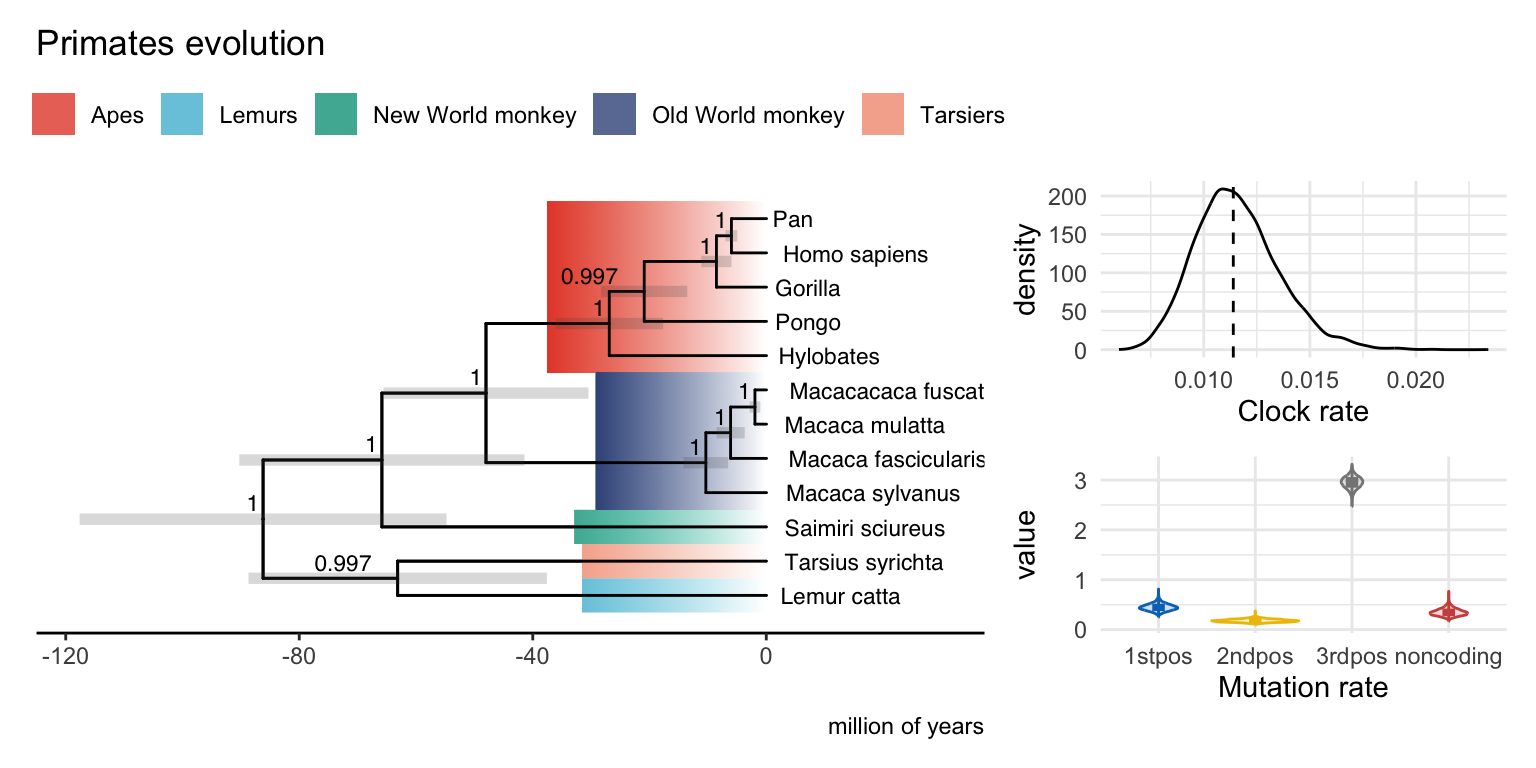 Primates evolution
Apes
Lemurs
New World monkey
Old World monkey
Tarsiers
1
Pan
1
Homo sapiens
0.997
Gorilla
1
Pongo
Hylobates
1
1
Macacacaca fuscat
1
Macaca mulatta
1
1
Macaca fascicularis
Macaca sylvanus
1
Saimiri sciureus
0.997
Tarsius syrichta
Lemur catta
-120
-80
-40
0
million of years
density
200
150
100
50
0
0.010
0.015
0.020
Clock rate
value
3
2
1
0
1stpos
2ndpos
3rdpos
noncoding
Mutation rate